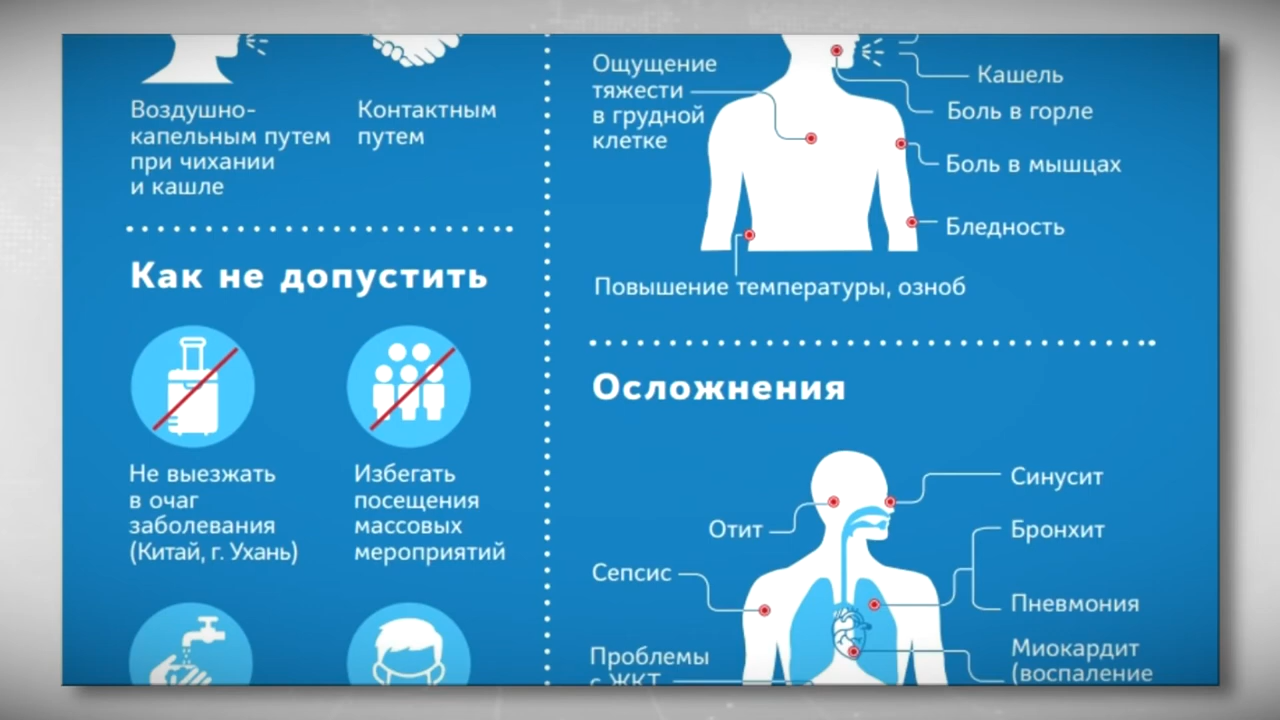 Воздушно-
капельным путем
при чихании
и кашле
Контактным
путем
Как не допустить
Не выезжать
в очаг
заболевания
(Китай, г. Ухань)
Избегать
посещения
массовых
мероприятий
Ощущение
тяжести
в грудной
клетке
Кашель
Боль в горле
Боль в мышцах
Бледность
Повышение температуры, озноб
Осложнения
Синусит
Отит
Бронхит
Сепсис
Пневмония
Проблемы
с ЖКТ
Миокардит
(воспаление